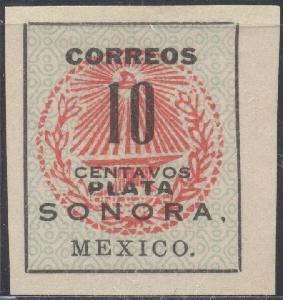 CORREOS
10
CENTAVOS
PLATA
SONORA,
MEXICO.